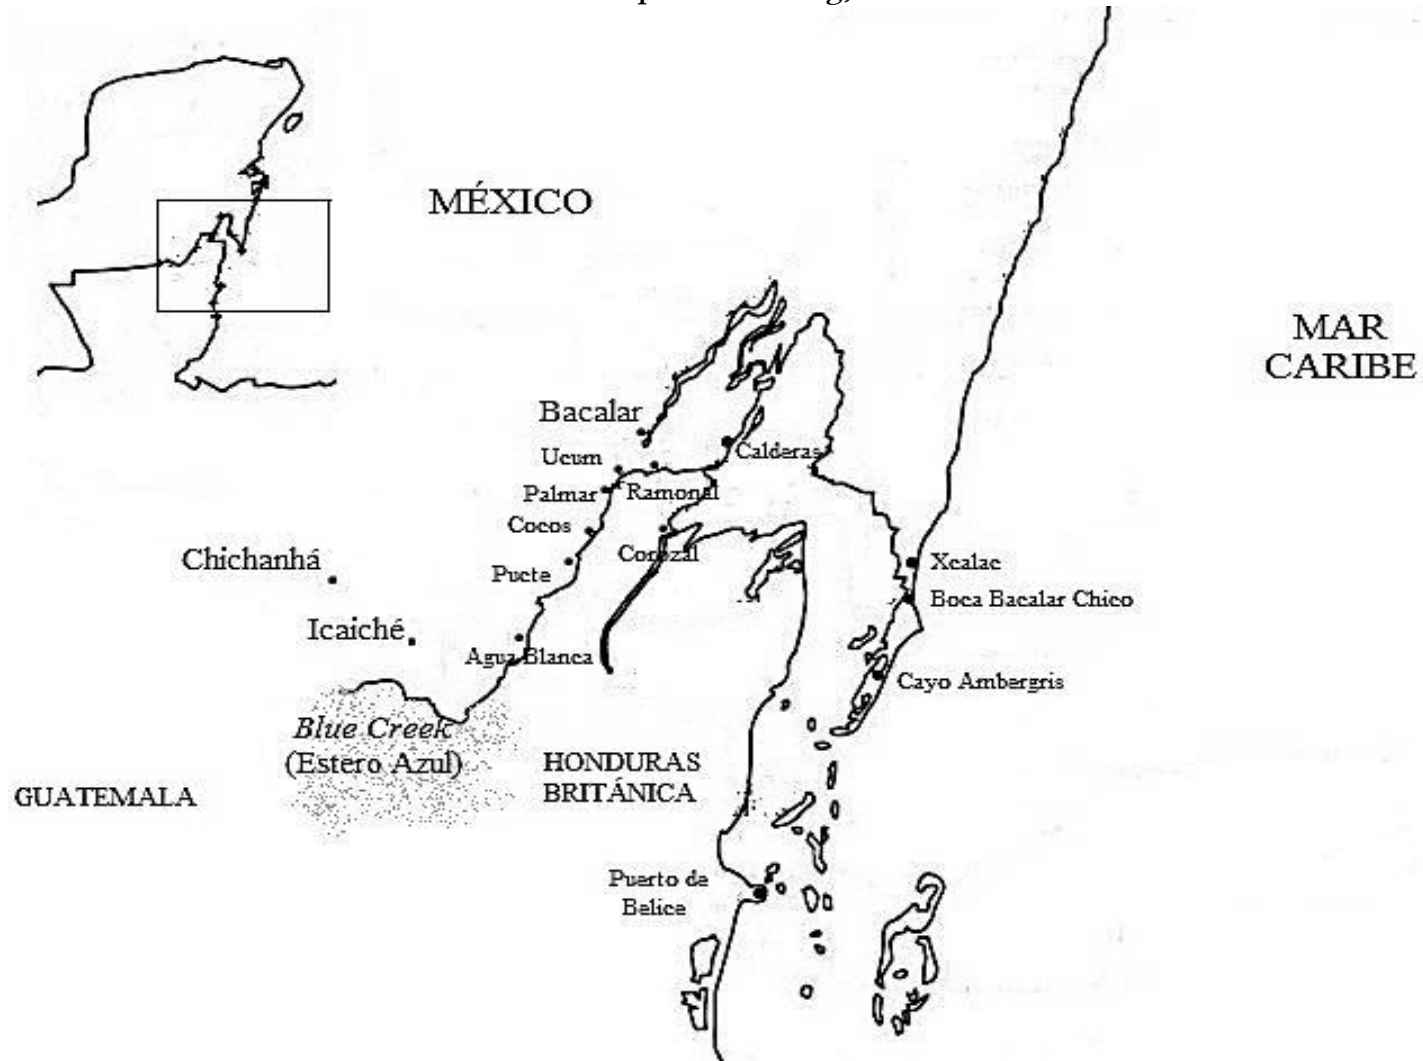 MÉXICO
MAR
CARIBE
Bacalar
Ucum
Calderas
Palmar
Ramonal
Cocos
Corozal
Chichanhá
Pucte
Xcalac
Boca Bacalar Chico
Icaiché
Agua Blanca
Cayo Ambergris
Blue Creek
(Estero Azul)
HONDURAS
BRITÁNICA
GUATEMALA
Puerto de
Belice